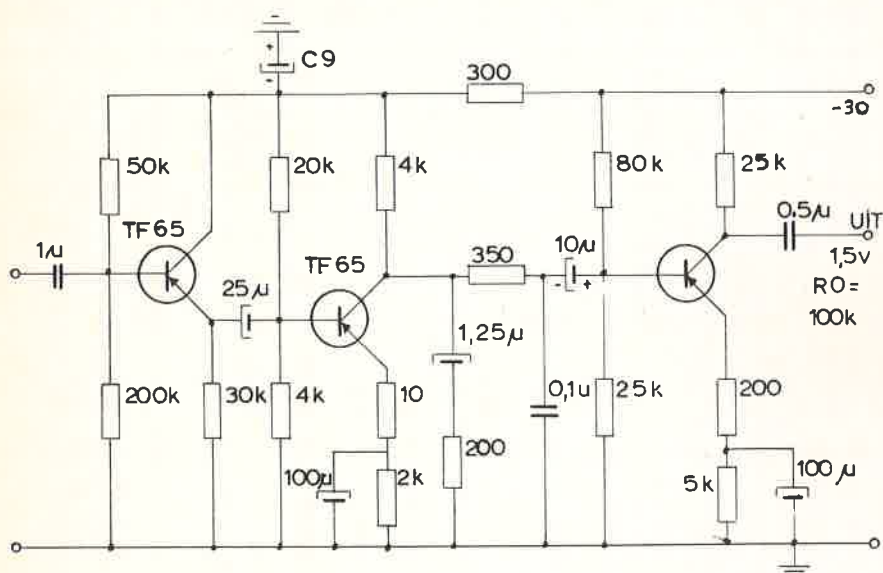 C9
300
-30
50k
20k
4k
80k
25k
TF65
0.5µ
UIT
1µ
TF65
350
10µ
1,5v
25µ
RO=
1,25µ
100k
200k
30k
4k
10
0,1u
25k
200
200
100µ
2k
5k
100µ